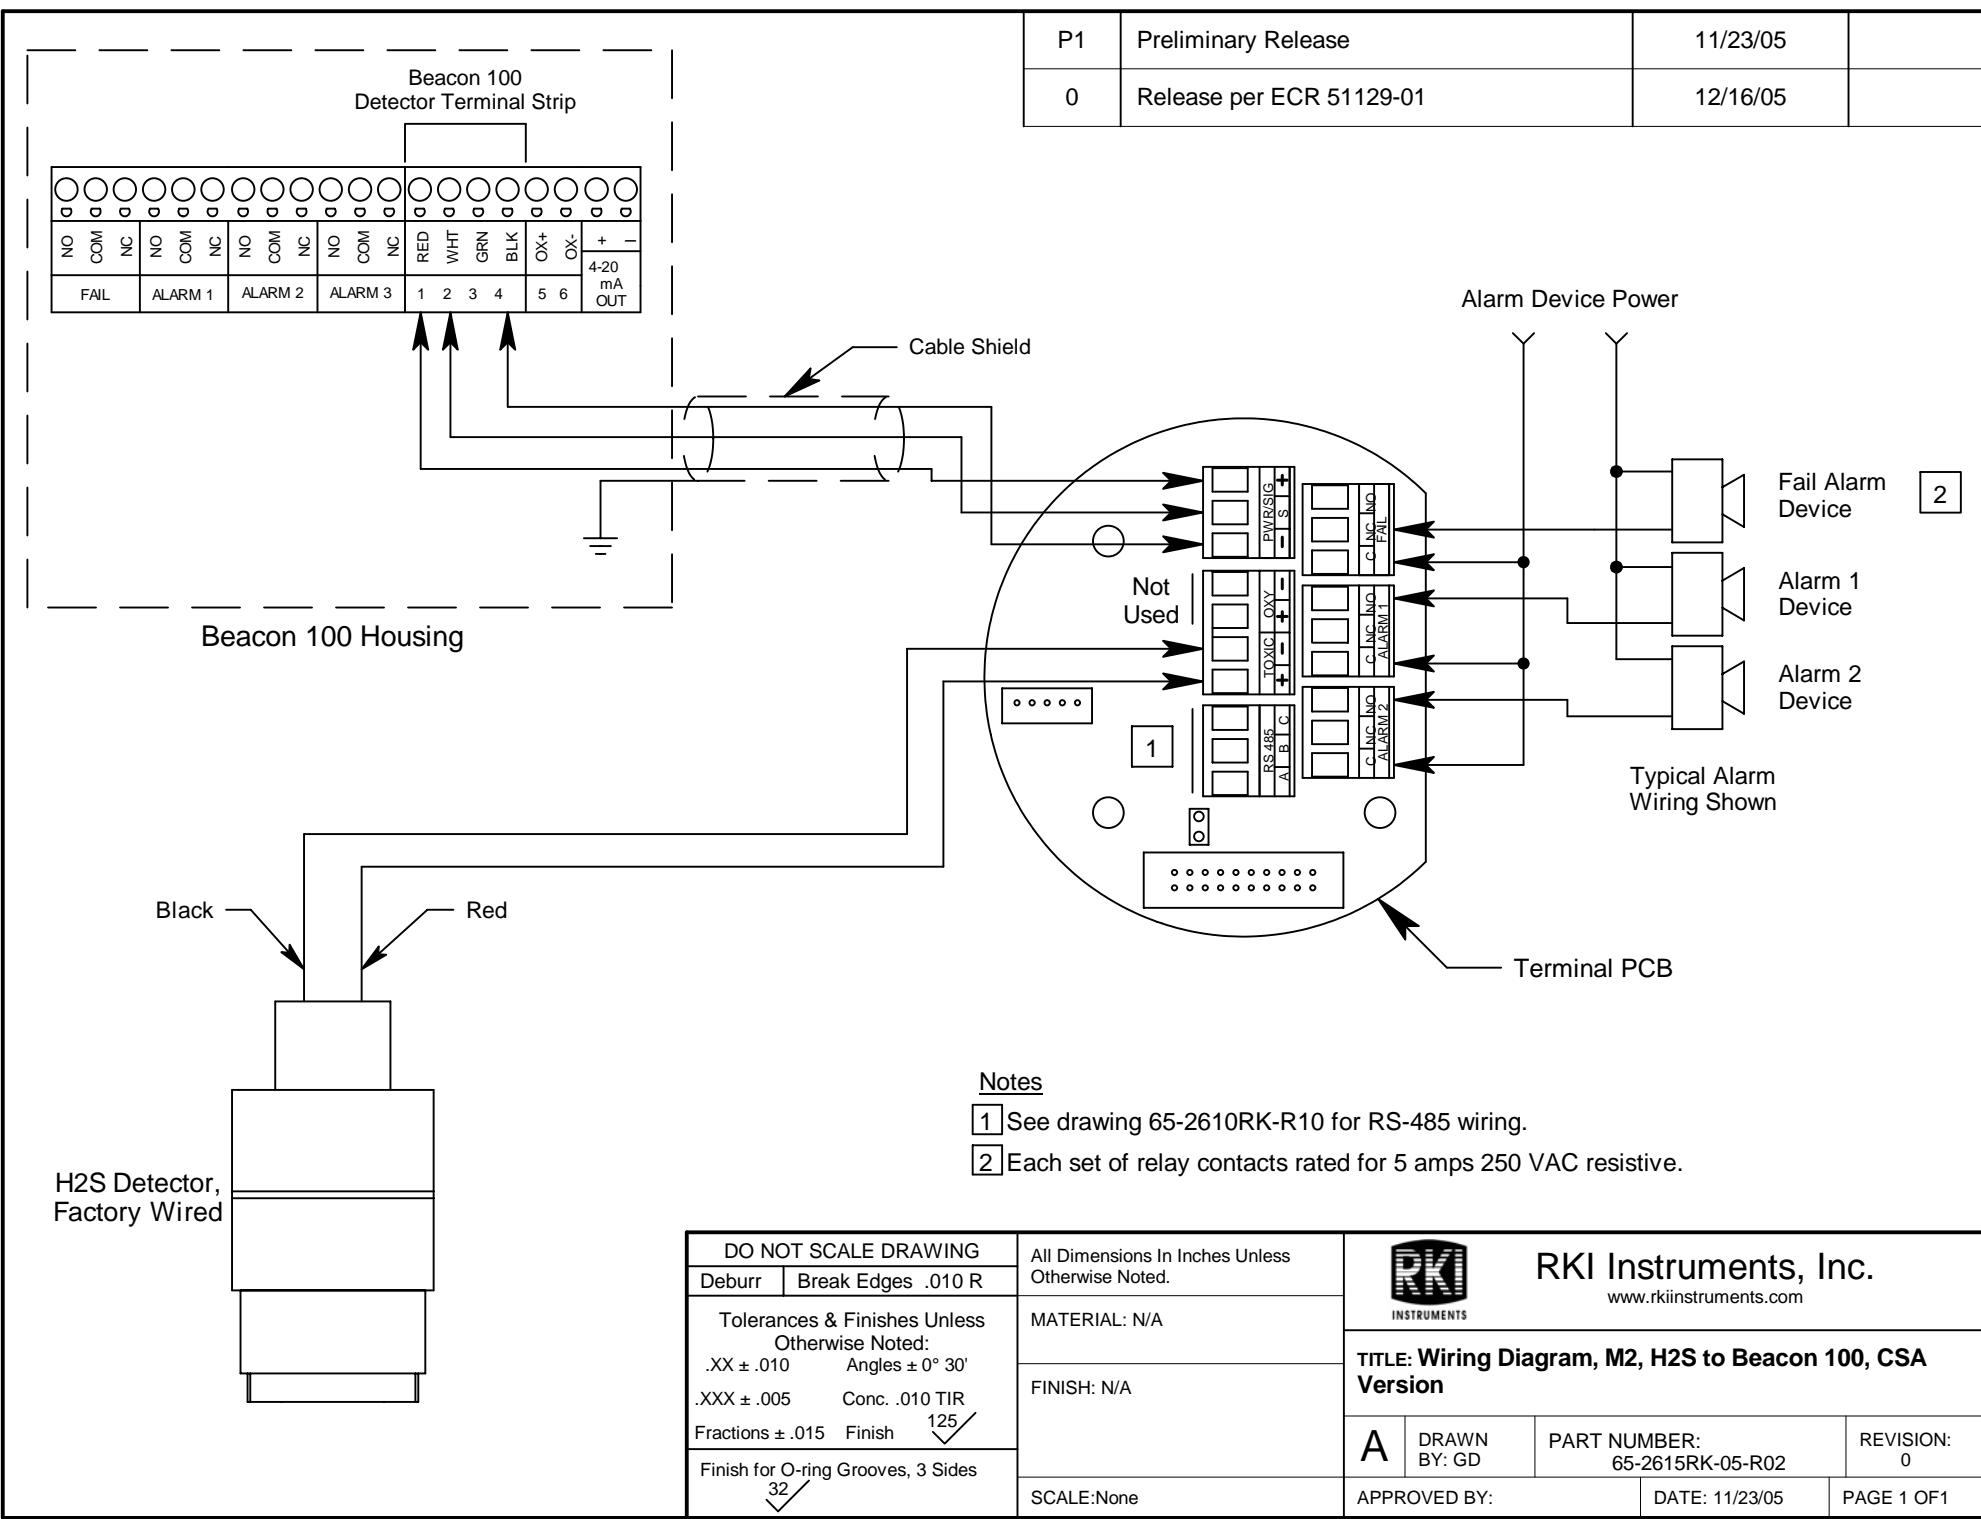 P1 Preliminary Release 11/23/05
0 Release per ECR 51129-01 12/16/05
Beacon 100
Detector Terminal Strip
NO COM NC NO COM NC NO COM NC NO COM NC RED WHT GRN BLK OX+ OX- + -
FAIL ALARM 1 ALARM 2 ALARM 3 1 2 3 4 5 6 4-20
mA
OUT
Cable Shield
Beacon 100 Housing
Alarm Device Power
PWR/SIG + S -
OXY - +
TOXIC - +
RS 485 A B C
C NC NO
FAIL
C NC NO
ALARM 1
C NC NO
ALARM 2
Not
Used
1
Fail Alarm
Device
2
Alarm 1
Device
Alarm 2
Device
Typical Alarm
Wiring Shown
Terminal PCB
Black
Red
H2S Detector,
Factory Wired
Notes
1 See drawing 65-2610RK-R10 for RS-485 wiring.
2 Each set of relay contacts rated for 5 amps 250 VAC resistive.
DO NOT SCALE DRAWING
Deburr Break Edges .010 R
Tolerances & Finishes Unless
Otherwise Noted:
.XX ± .010 Angles ± 0° 30'
.XXX ± .005 Conc. .010 TIR
Fractions ± .015 Finish 125
Finish for O-ring Grooves, 3 Sides
32
All Dimensions In Inches Unless
Otherwise Noted.
MATERIAL: N/A
FINISH: N/A
SCALE:None
RKI
INSTRUMENTS
RKI Instruments, Inc.
www.rkiinstruments.com
TITLE: Wiring Diagram, M2, H2S to Beacon 100, CSA
Version
A
DRAWN
BY: GD
PART NUMBER:
65-2615RK-05-R02
REVISION:
0
APPROVED BY:
DATE: 11/23/05
PAGE 1 OF1